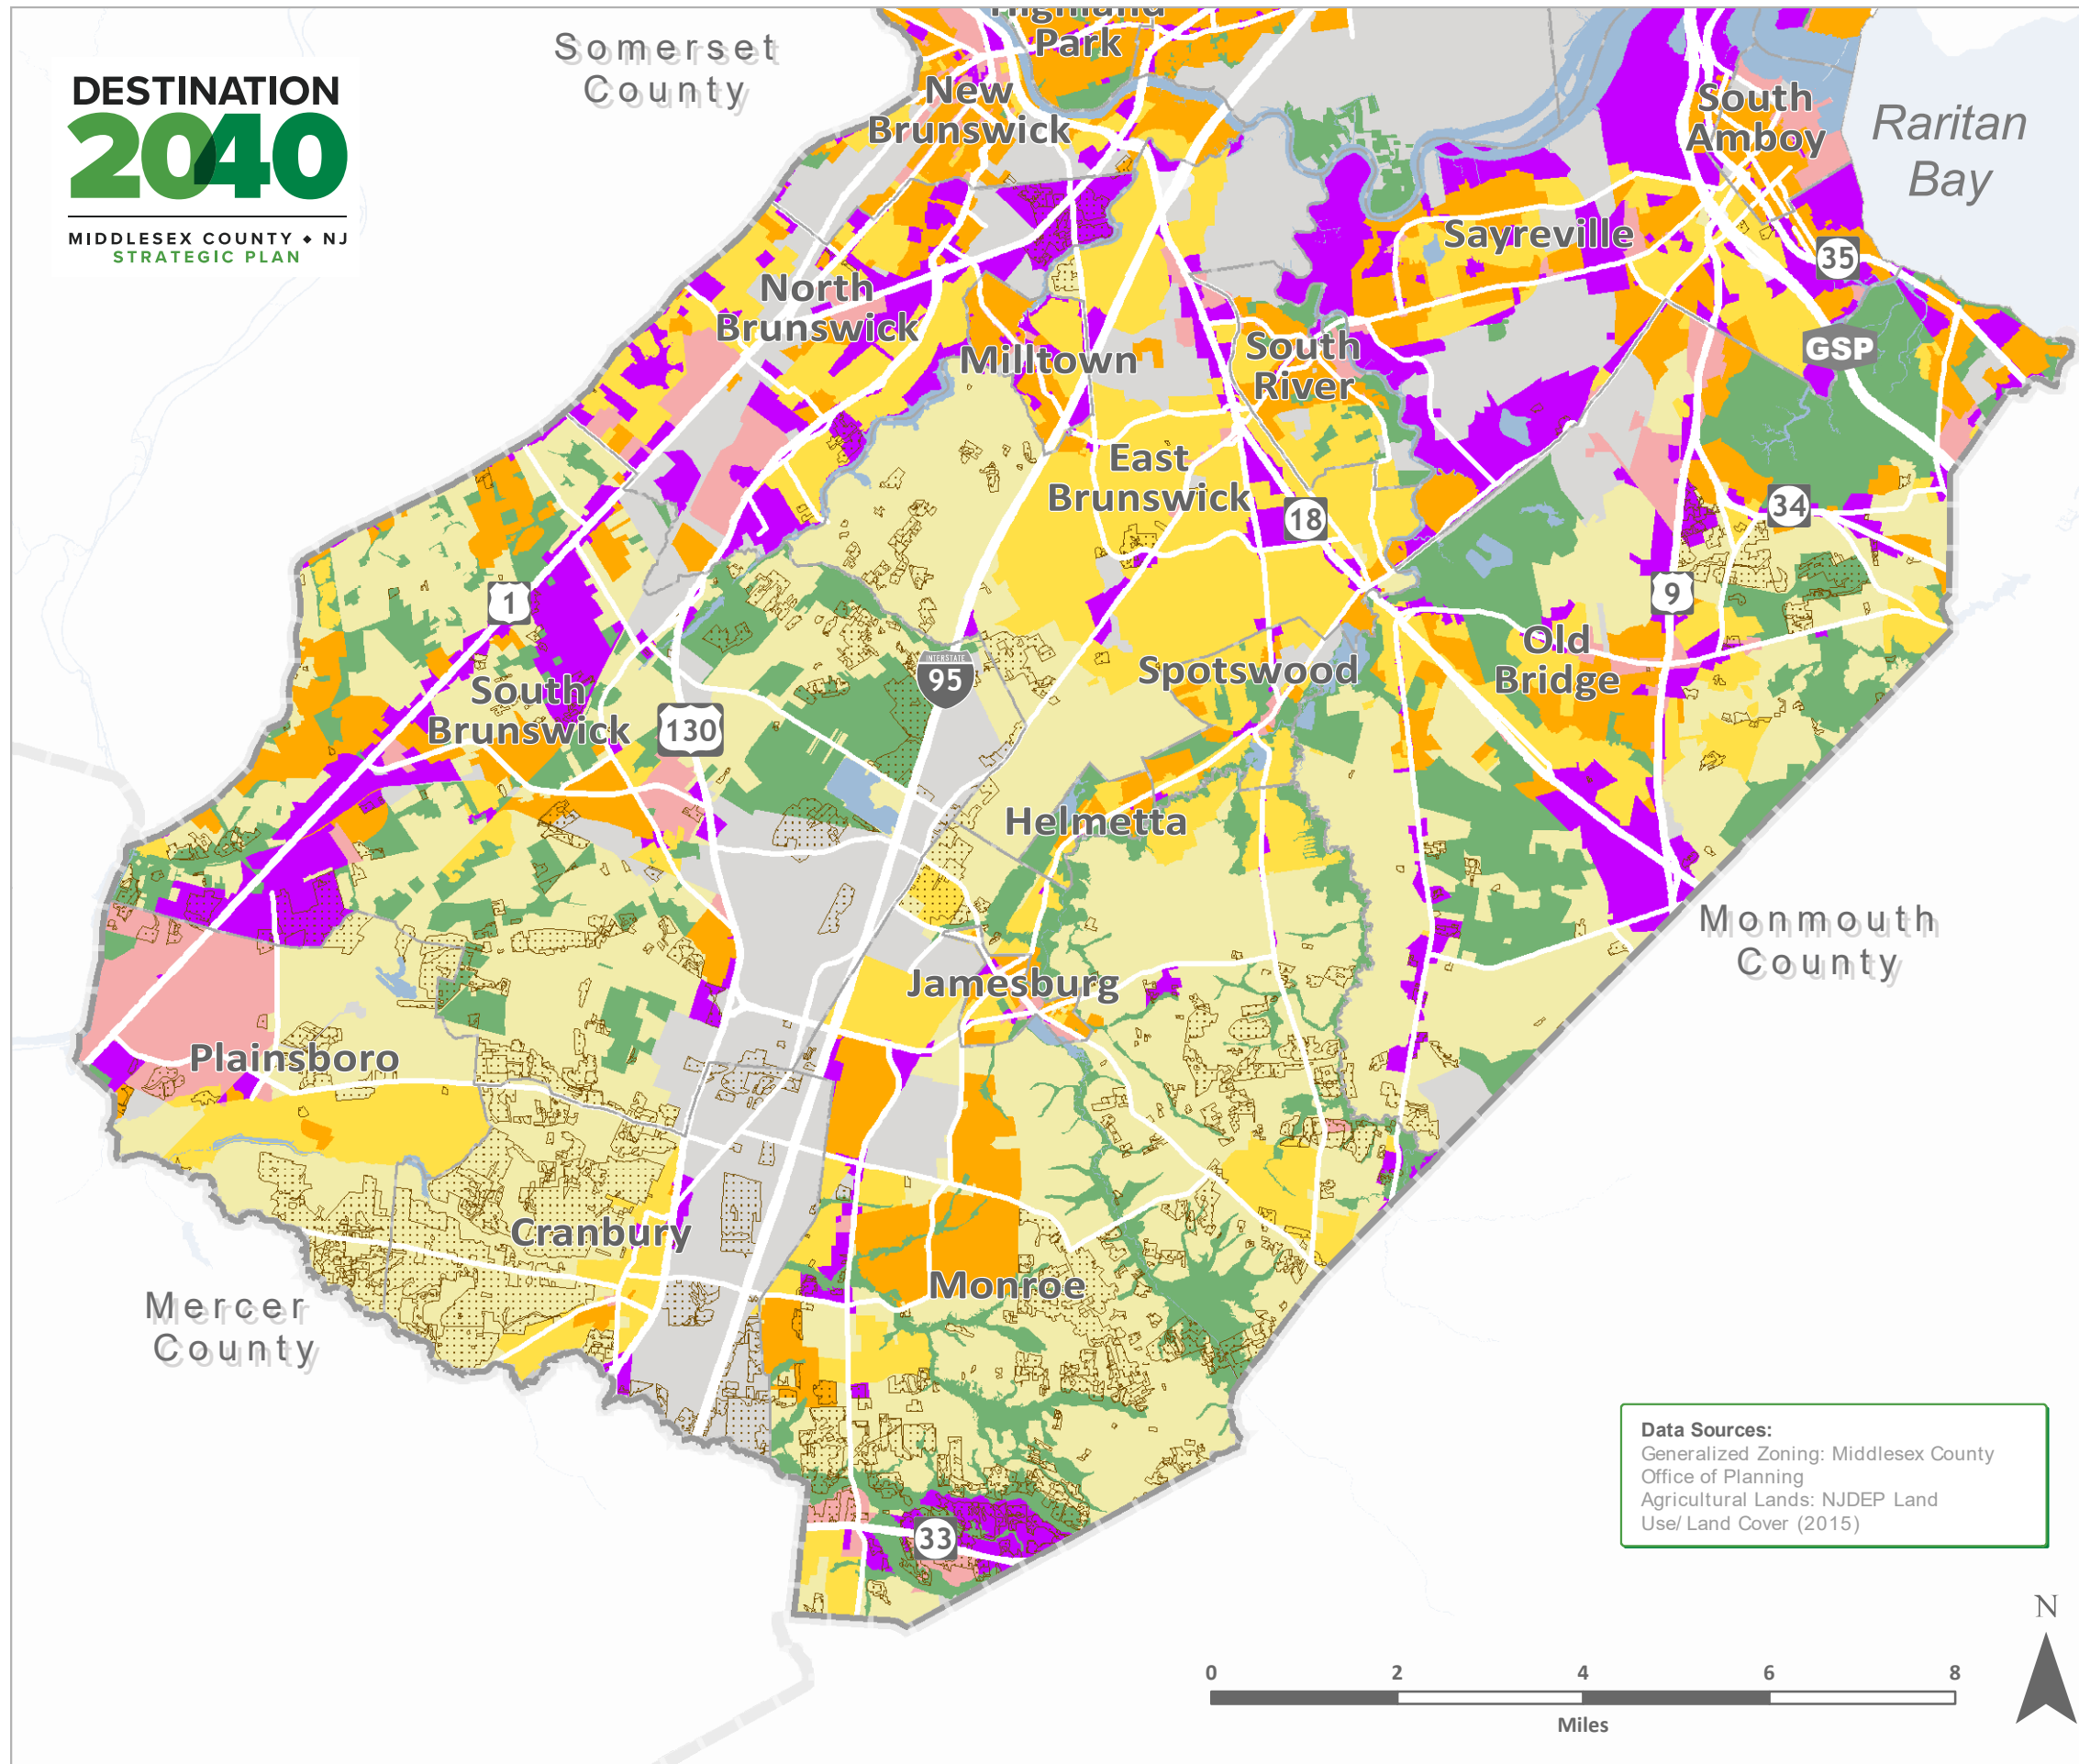 DESTINATION
2040
MIDDLESEX COUNTY ◆ NJ
STRATEGIC PLAN
Somerset
County
Highland
Park
New
Brunswick
South
Amboy
Raritan
Bay
Sayreville
35
North
Brunswick
Milltown
South
River
GSP
East
Brunswick
18
34
1
9
INTERSTATE
95
Spotswood
Old
Bridge
South
Brunswick
130
Helmetta
Monmouth
County
Jamesburg
Plainsboro
Cranbury
Monroe
Mercer
County
33
Data Sources:
Generalized Zoning: Middlesex County
Office of Planning
Agricultural Lands: NJDEP Land
Use/ Land Cover (2015)
N
0 2 4 6 8
Miles